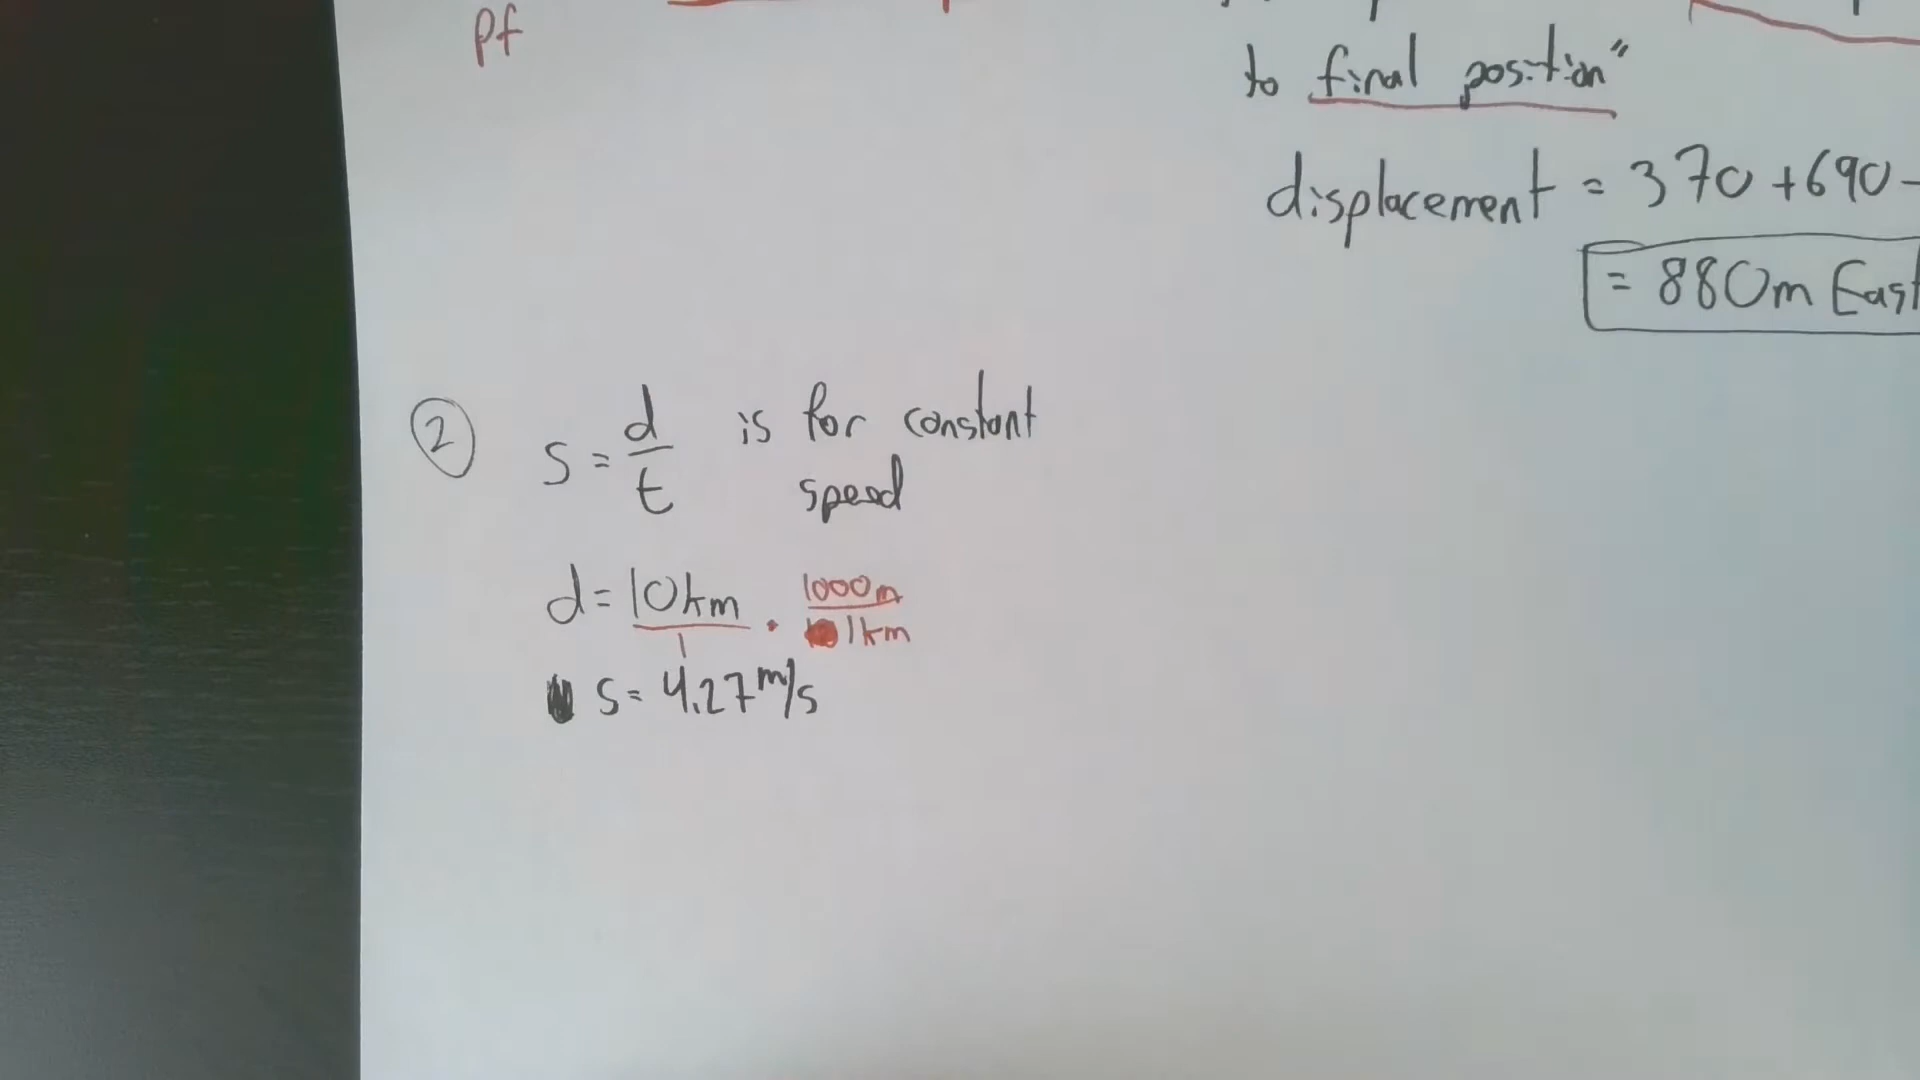 pf
to final position"
displacement = 370 + 690 -
= 880m East
2 s = d/t is for constant
speed
d = 10km/1 · 1000m/1km
s = 4.27 m/s